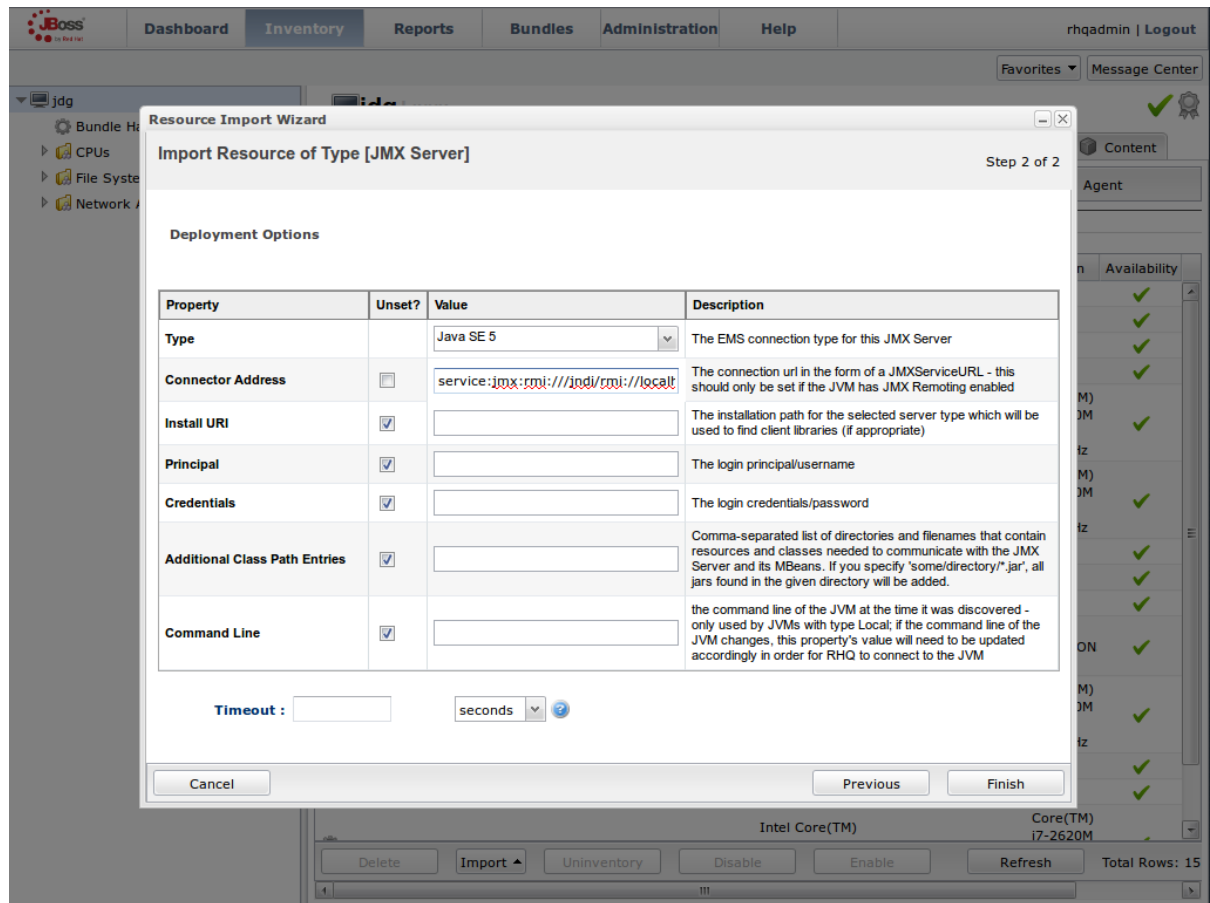 JBoss
by Red Hat
Dashboard Inventory Reports Bundles Administration Help rhqadmin | Logout
Favorites Message Center
jdg
jdg
Bundle Ha
CPUs
File Syste
Network A
Content
Agent
n Availability
Resource Import Wizard
Import Resource of Type [JMX Server]
Step 2 of 2
Deployment Options
Property Unset? Value Description
Type Java SE 5 The EMS connection type for this JMX Server
Connector Address service:jmx:rmi:///jndi/rmi://localh The connection url in the form of a JMXServiceURL - this
should only be set if the JVM has JMX Remoting enabled
Install URI The installation path for the selected server type which will be
used to find client libraries (if appropriate)
Principal The login principal/username
Credentials The login credentials/password
Additional Class Path Entries Comma-separated list of directories and filenames that contain
resources and classes needed to communicate with the JMX
Server and its MBeans. If you specify 'some/directory/*.jar', all
jars found in the given directory will be added.
Command Line the command line of the JVM at the time it was discovered -
only used by JVMs with type Local; if the command line of the
JVM changes, this property's value will need to be updated
accordingly in order for RHQ to connect to the JVM
Timeout : seconds
Cancel Previous Finish
M)
0M
Hz
M)
0M
Hz
ON
M)
0M
Hz
Intel Core(TM) Core(TM)
i7-2620M
Delete Import Uninventory Disable Enable Refresh Total Rows: 15